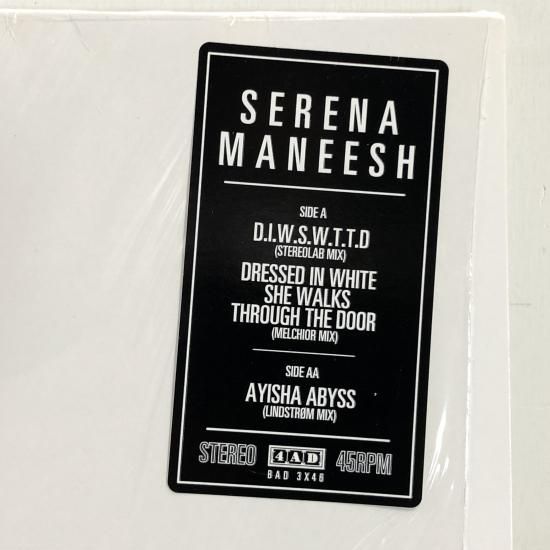 SERENA
MANEESH
SIDE A
D.I.W.S.W.T.T.D
(STEREOLAB MIX)
DRESSED IN WHITE
SHE WALKS
THROUGH THE DOOR
(MELCHIOR MIX)
SIDE AA
AYISHA ABYSS
(LINDSTRØM MIX)
STEREO 4AD 45RPM
BAD 3X46